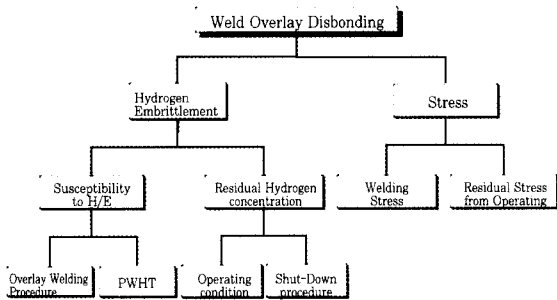 Weld Overlay Disbonding
Hydrogen
Embrittlement
Stress
Susceptibility
to H/E
Residual Hydrogen
concentration
Welding
Stress
Residual Stress
from Operating
Overlay Welding
Procedure
PWHT
Operating
condition
Shut-Down
procedure